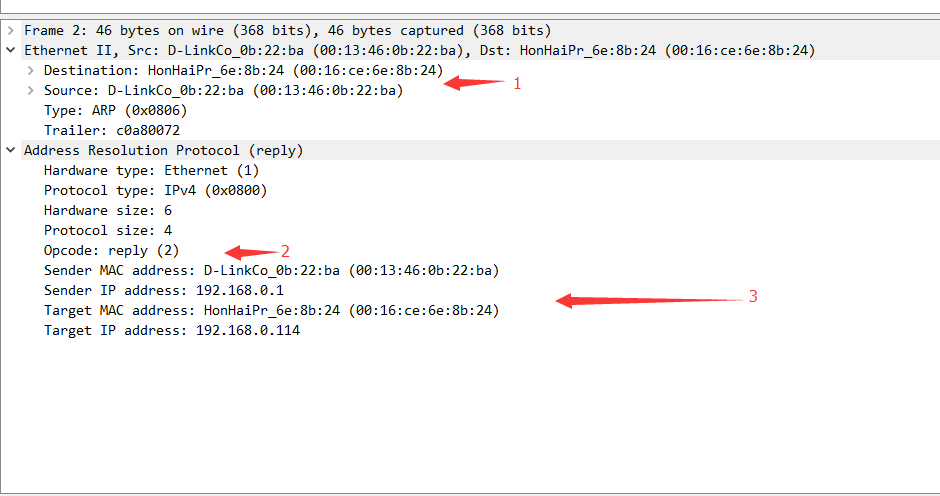 Frame 2: 46 bytes on wire (368 bits), 46 bytes captured (368 bits)
Ethernet II, Src: D-LinkCo_0b:22:ba (00:13:46:0b:22:ba), Dst: HonHaiPr_6e:8b:24 (00:16:ce:6e:8b:24)
Destination: HonHaiPr_6e:8b:24 (00:16:ce:6e:8b:24)
1
Source: D-LinkCo_0b:22:ba (00:13:46:0b:22:ba)
Type: ARP (0x0806)
Trailer: c0a80072
Address Resolution Protocol (reply)
Hardware type: Ethernet (1)
Protocol type: IPv4 (0x0800)
Hardware size: 6
Protocol size: 4
Opcode: reply (2)
2
Sender MAC address: D-LinkCo_0b:22:ba (00:13:46:0b:22:ba)
Sender IP address: 192.168.0.1
3
Target MAC address: HonHaiPr_6e:8b:24 (00:16:ce:6e:8b:24)
Target IP address: 192.168.0.114